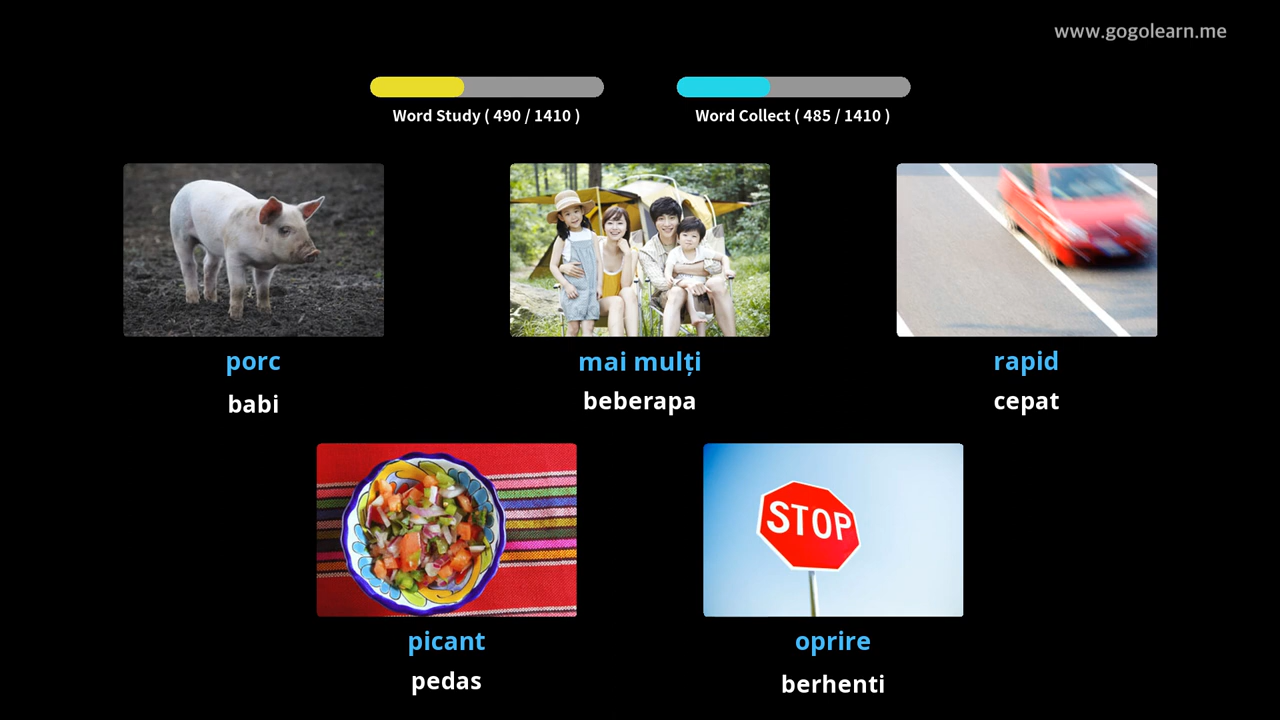 www.gogolearn.me
Word Study ( 490 / 1410 )
Word Collect ( 485 / 1410 )
porc
babi
mai mulți
beberapa
rapid
cepat
STOP
picant
pedas
oprire
berhenti